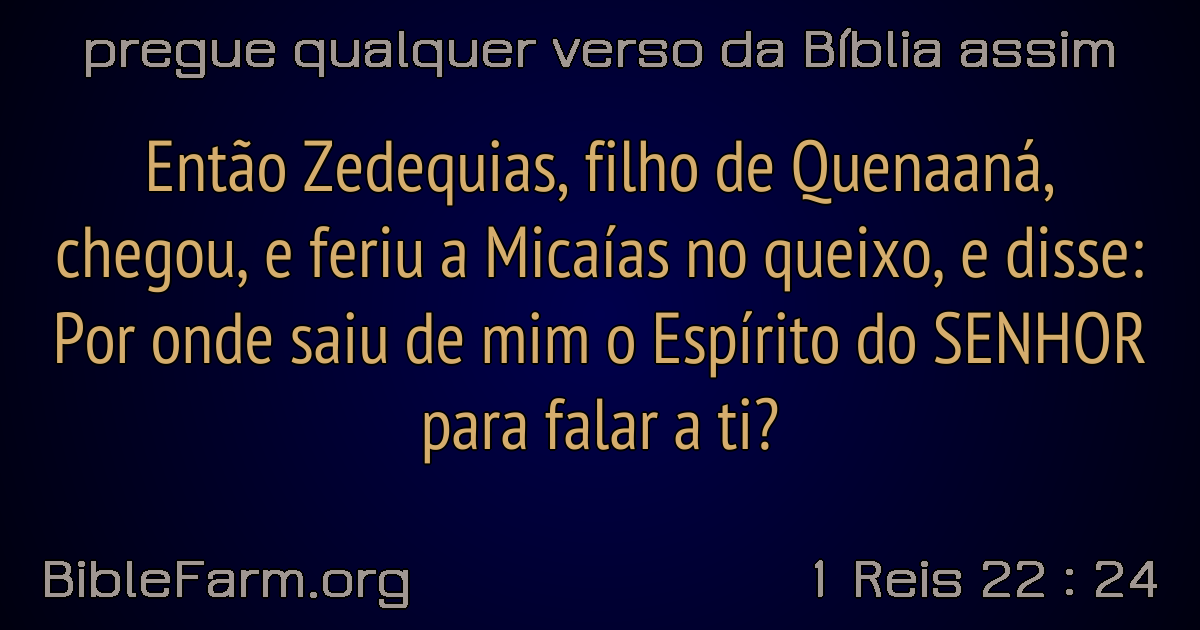 pregue qualquer verso da Bíblia assim
Então Zedequias, filho de Quenaaná,
chegou, e feriu a Micaías no queixo, e disse:
Por onde saiu de mim o Espírito do SENHOR
para falar a ti?
BibleFarm.org
1 Reis 22 : 24